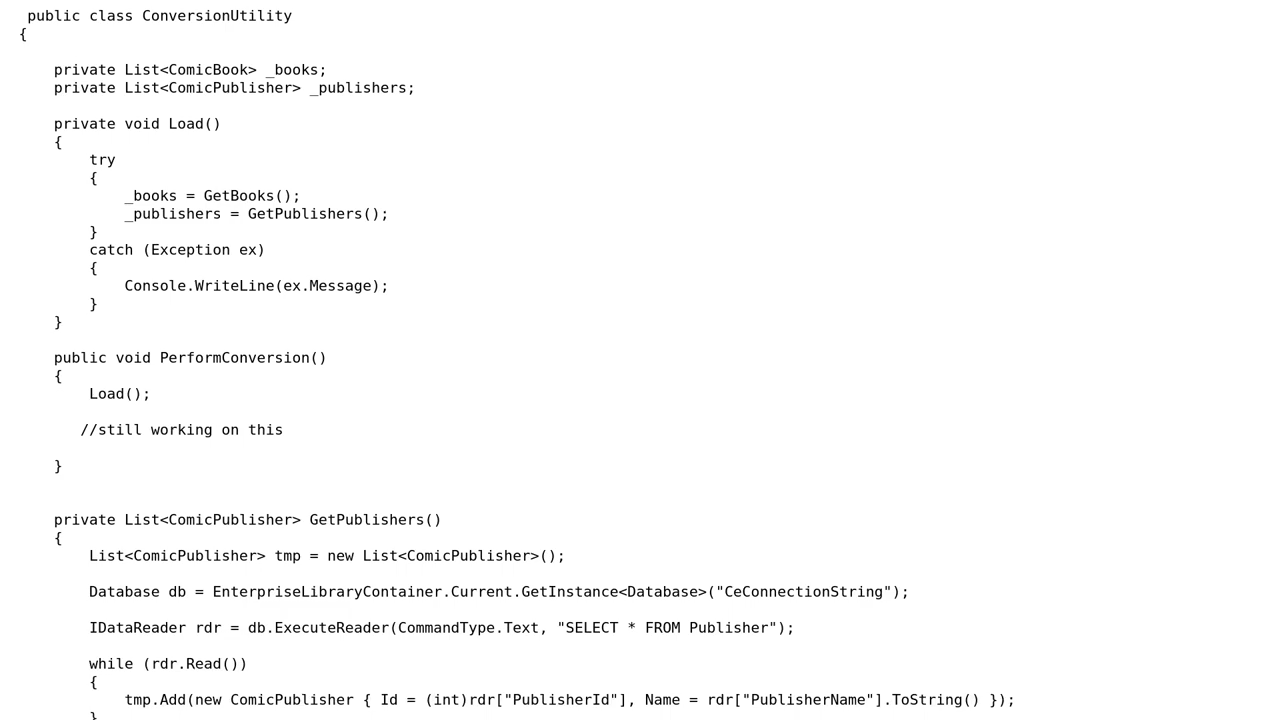 public class ConversionUtility
{
private List<ComicBook> _books;
private List<ComicPublisher> _publishers;
private void Load()
{
try
{
_books = GetBooks();
_publishers = GetPublishers();
}
catch (Exception ex)
{
Console.WriteLine(ex.Message);
}
}
public void PerformConversion()
{
Load();
//still working on this
}
private List<ComicPublisher> GetPublishers()
{
List<ComicPublisher> tmp = new List<ComicPublisher>();
Database db = EnterpriseLibraryContainer.Current.GetInstance<Database>("CeConnectionString");
IDataReader rdr = db.ExecuteReader(CommandType.Text, "SELECT * FROM Publisher");
while (rdr.Read())
{
tmp.Add(new ComicPublisher { Id = (int)rdr["PublisherId"], Name = rdr["PublisherName"].ToString() });
}